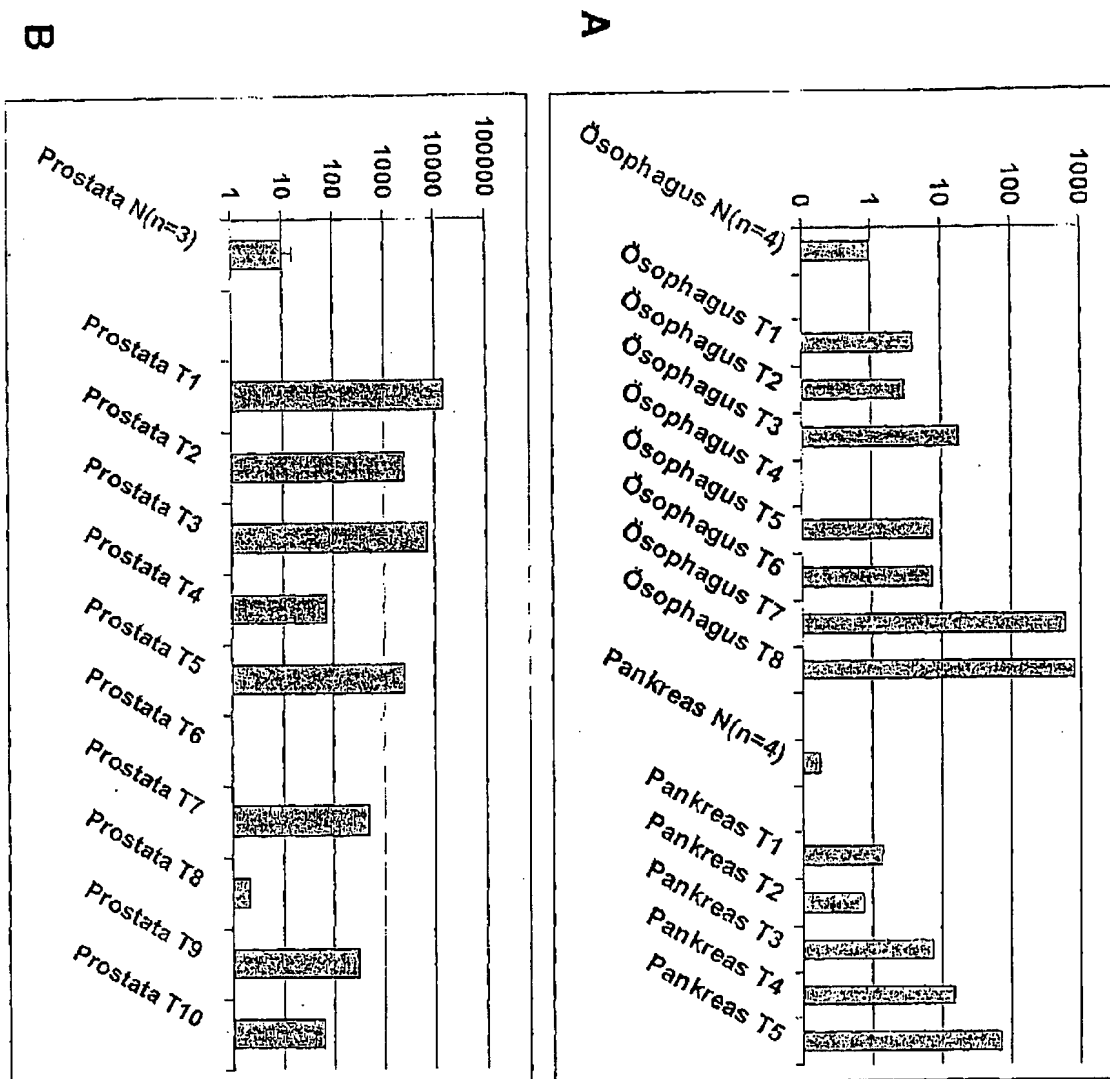 A
1000
100
10
1
0
Ösophagus N(n=4)
Ösophagus T1
Ösophagus T2
Ösophagus T3
Ösophagus T4
Ösophagus T5
Ösophagus T6
Ösophagus T7
Ösophagus T8
Pankreas N(n=4)
Pankreas T1
Pankreas T2
Pankreas T3
Pankreas T4
Pankreas T5
B
100000
10000
1000
100
10
1
Prostata N(n=3)
Prostata T1
Prostata T2
Prostata T3
Prostata T4
Prostata T5
Prostata T6
Prostata T7
Prostata T8
Prostata T9
Prostata T10